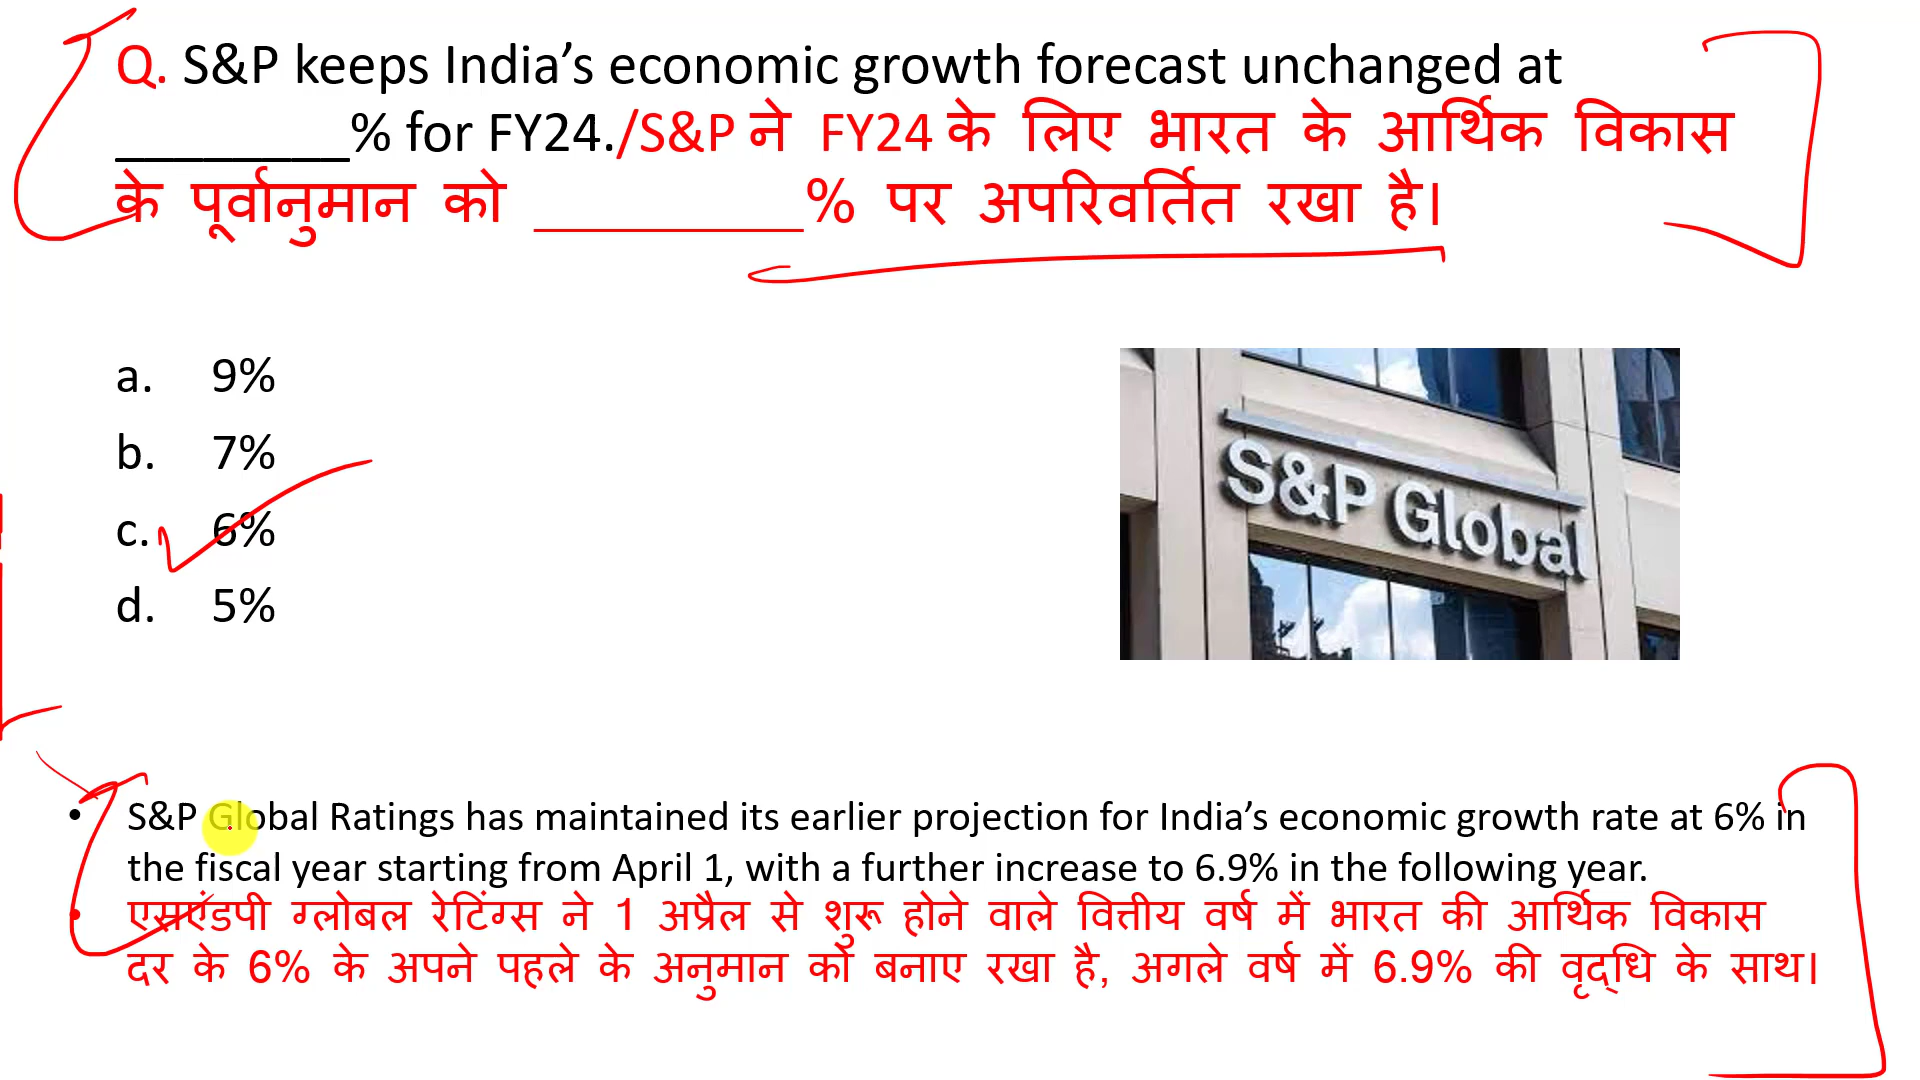 Q. S&P keeps India’s economic growth forecast unchanged at
________% for FY24./S&P ने FY24 के लिए भारत के आर्थिक विकास
के पूर्वानुमान को _________% पर अपरिवर्तित रखा है।
a. 9%
b. 7%
c. 6%
d. 5%
S&P Global
• S&P Global Ratings has maintained its earlier projection for India’s economic growth rate at 6% in
the fiscal year starting from April 1, with a further increase to 6.9% in the following year.
• एसएंडपी ग्लोबल रेटिंग्स ने 1 अप्रैल से शुरू होने वाले वित्तीय वर्ष में भारत की आर्थिक विकास
दर के 6% के अपने पहले के अनुमान को बनाए रखा है, अगले वर्ष में 6.9% की वृद्धि के साथ।